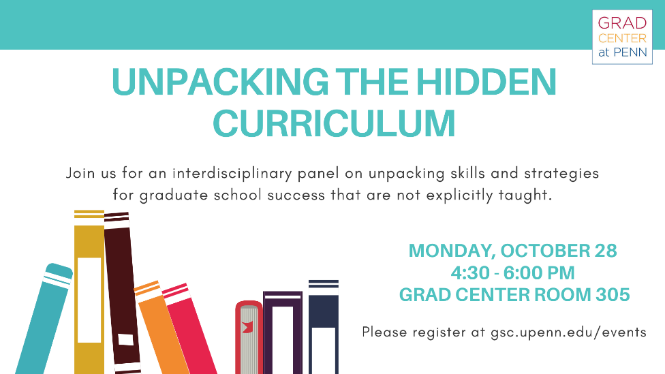 GRAD
CENTER
at PENN
UNPACKING THE HIDDEN
CURRICULUM
Join us for an interdisciplinary panel on unpacking skills and strategies
for graduate school success that are not explicitly taught.
MONDAY, OCTOBER 28
4:30 - 6:00 PM
GRAD CENTER ROOM 305
Please register at gsc.upenn.edu/events